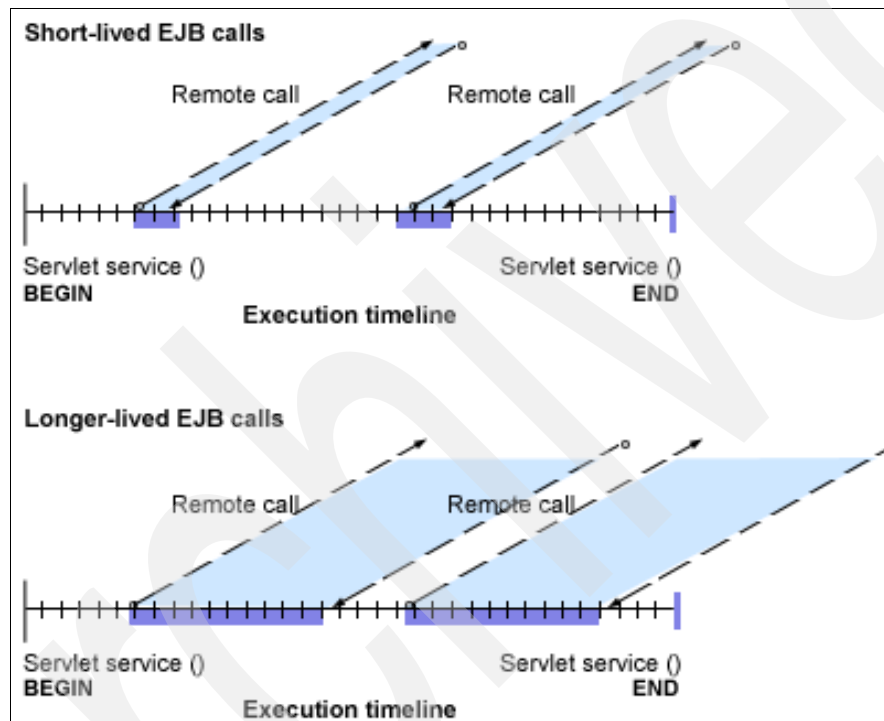 Short-lived EJB calls
Remote call
Remote call
Servlet service ()
BEGIN
Servlet service ()
END
Execution timeline
Longer-lived EJB calls
Remote call
Remote call
Servlet service ()
BEGIN
Servlet service ()
END
Execution timeline